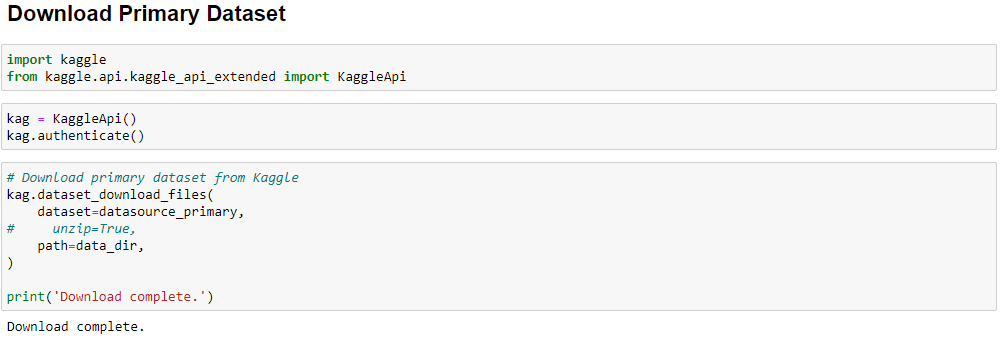 Download Primary Dataset
import kaggle
from kaggle.api.kaggle_api_extended import KaggleApi
kag = KaggleApi()
kag.authenticate()
# Download primary dataset from Kaggle
kag.dataset_download_files(
    dataset=datasource_primary,
#     unzip=True,
    path=data_dir,
)
print('Download complete.')
Download complete.